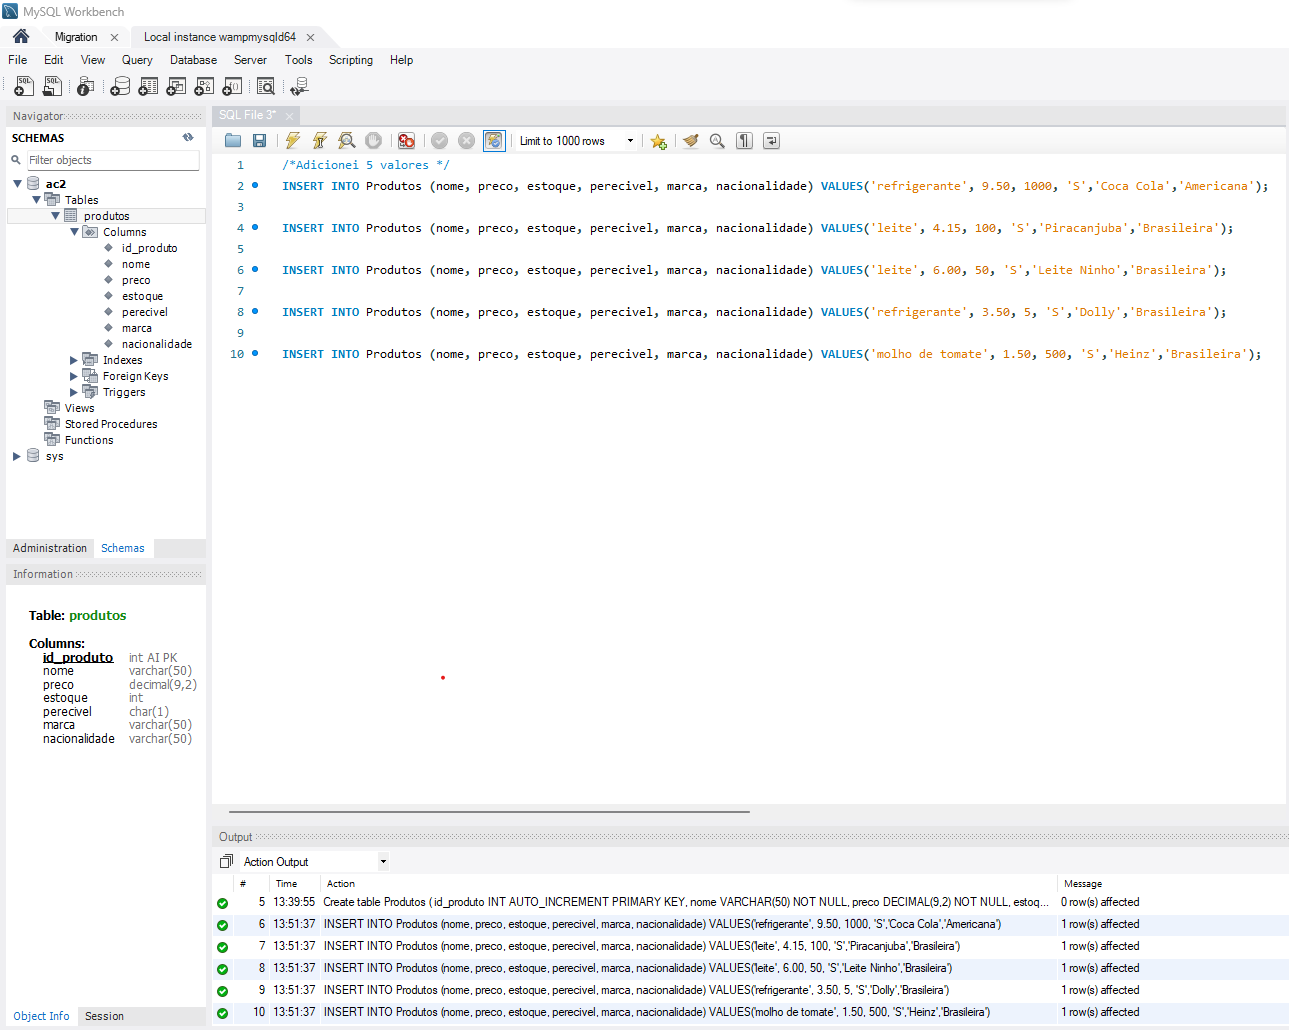 MySQL Workbench
Migration
Local instance wampmysqld64
File Edit View Query Database Server Tools Scripting Help
Navigator
SCHEMAS
Filter objects
ac2
Tables
produtos
Columns
id_produto
nome
preco
estoque
perecivel
marca
nacionalidade
Indexes
Foreign Keys
Triggers
Views
Stored Procedures
Functions
sys
Administration Schemas
Information
Table: produtos
Columns:
id_produto int AI PK
nome varchar(50)
preco decimal(9,2)
estoque int
perecivel char(1)
marca varchar(50)
nacionalidade varchar(50)
Object Info Session
SQL File 3*
Limit to 1000 rows
1 /*Adicionei 5 valores */
2 INSERT INTO Produtos (nome, preco, estoque, perecivel, marca, nacionalidade) VALUES('refrigerante', 9.50, 1000, 'S','Coca Cola','Americana');
3
4 INSERT INTO Produtos (nome, preco, estoque, perecivel, marca, nacionalidade) VALUES('leite', 4.15, 100, 'S','Piracanjuba','Brasileira');
5
6 INSERT INTO Produtos (nome, preco, estoque, perecivel, marca, nacionalidade) VALUES('leite', 6.00, 50, 'S','Leite Ninho','Brasileira');
7
8 INSERT INTO Produtos (nome, preco, estoque, perecivel, marca, nacionalidade) VALUES('refrigerante', 3.50, 5, 'S','Dolly','Brasileira');
9
10 INSERT INTO Produtos (nome, preco, estoque, perecivel, marca, nacionalidade) VALUES('molho de tomate', 1.50, 500, 'S','Heinz','Brasileira');
Output
Action Output
# Time Action Message
5 13:39:55 Create table Produtos ( id_produto INT AUTO_INCREMENT PRIMARY KEY, nome VARCHAR(50) NOT NULL, preco DECIMAL(9,2) NOT NULL, estoq... 0 row(s) affected
6 13:51:37 INSERT INTO Produtos (nome, preco, estoque, perecivel, marca, nacionalidade) VALUES('refrigerante', 9.50, 1000, 'S','Coca Cola','Americana') 1 row(s) affected
7 13:51:37 INSERT INTO Produtos (nome, preco, estoque, perecivel, marca, nacionalidade) VALUES('leite', 4.15, 100, 'S','Piracanjuba','Brasileira') 1 row(s) affected
8 13:51:37 INSERT INTO Produtos (nome, preco, estoque, perecivel, marca, nacionalidade) VALUES('leite', 6.00, 50, 'S','Leite Ninho','Brasileira') 1 row(s) affected
9 13:51:37 INSERT INTO Produtos (nome, preco, estoque, perecivel, marca, nacionalidade) VALUES('refrigerante', 3.50, 5, 'S','Dolly','Brasileira') 1 row(s) affected
10 13:51:37 INSERT INTO Produtos (nome, preco, estoque, perecivel, marca, nacionalidade) VALUES('molho de tomate', 1.50, 500, 'S','Heinz','Brasileira') 1 row(s) affected